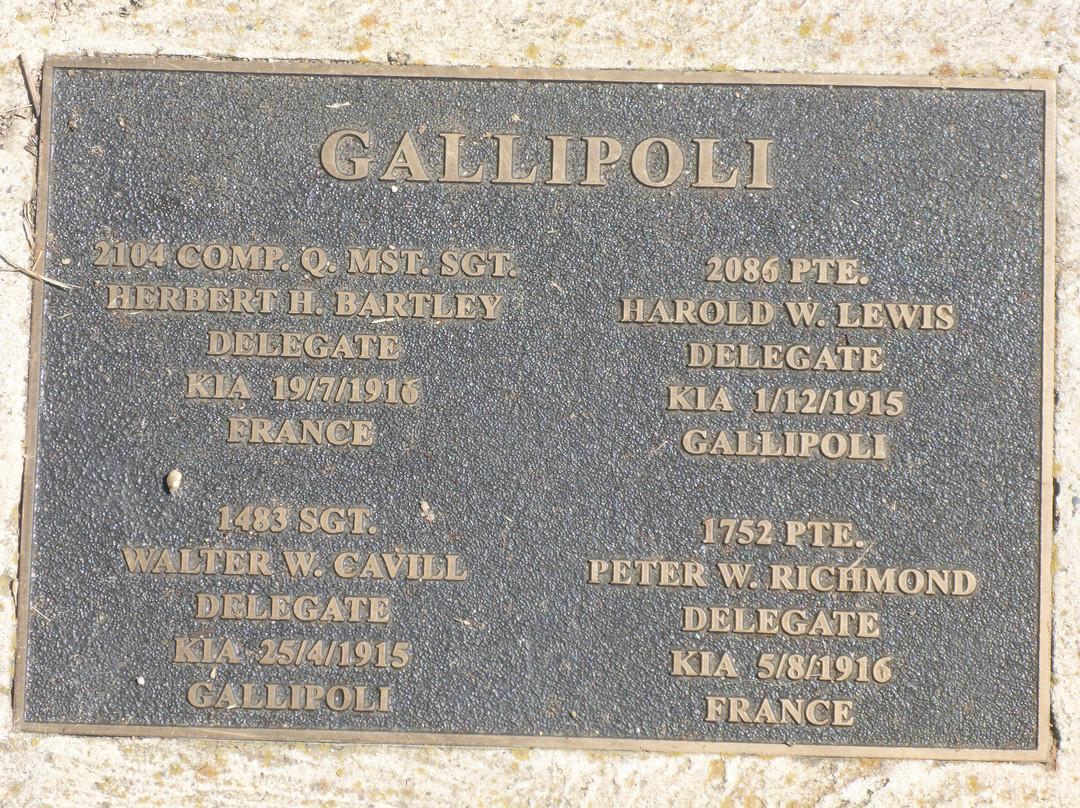 GALLIPOLI
2104 COMP. Q. MST. SGT.
HERBERT H. BARTLEY
DELEGATE
KIA 19/7/1916
FRANCE
2086 PTE.
HAROLD W. LEWIS
DELEGATE
KIA 1/12/1915
GALLIPOLI
1483 SGT.
WALTER W. CAVILL
DELEGATE
KIA 25/4/1915
GALLIPOLI
1752 PTE.
PETER W. RICHMOND
DELEGATE
KIA 5/8/1916
FRANCE